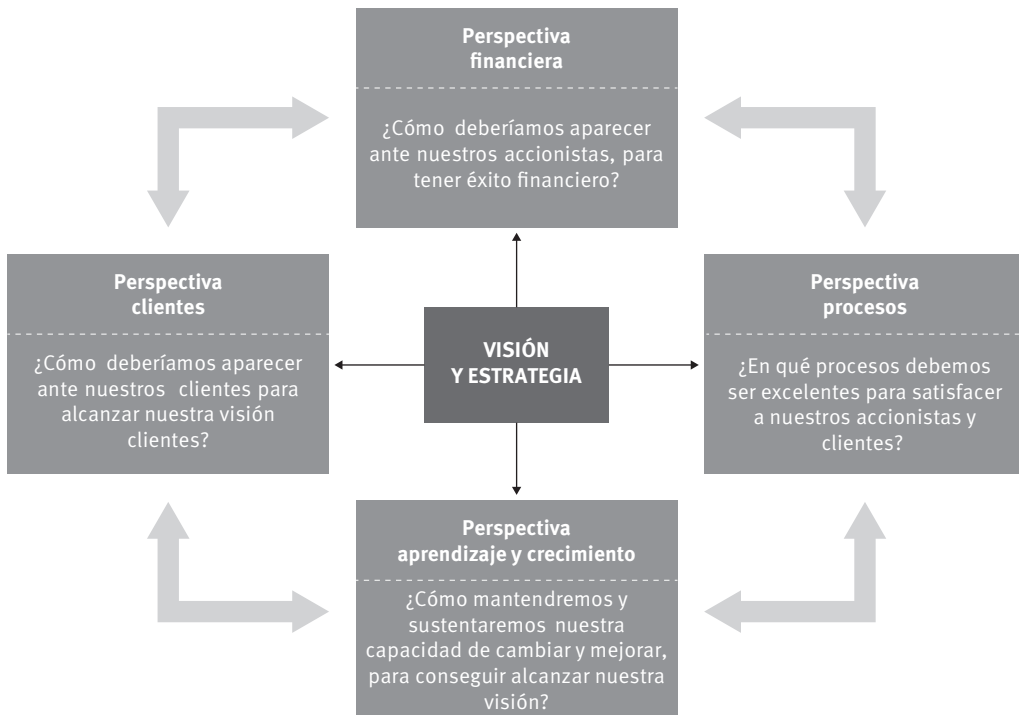 Perspectiva
financiera
¿Cómo deberíamos aparecer
ante nuestros accionistas, para
tener éxito financiero?
Perspectiva
clientes
¿Cómo deberíamos aparecer
ante nuestros clientes para
alcanzar nuestra visión
clientes?
VISIÓN
Y ESTRATEGIA
Perspectiva
procesos
¿En qué procesos debemos
ser excelentes para satisfacer
a nuestros accionistas y
clientes?
Perspectiva
aprendizaje y crecimiento
¿Cómo mantendremos y
sustentaremos nuestra
capacidad de cambiar y mejorar,
para conseguir alcanzar nuestra
visión?